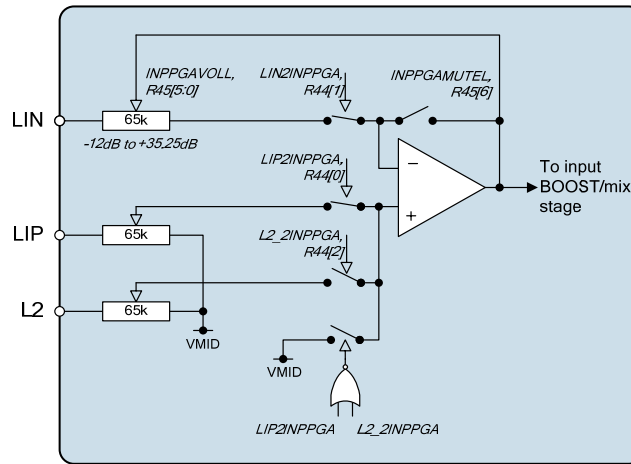 INPPGAVOLL,
R45[5:0]
LIN2INPPGA,
R44[1]
INPPGAMUTEL,
R45[6]
LIN
65k
-12dB to +35.25dB
LIP2INPPGA,
R44[0]
−
+
To input
BOOST/mix
stage
LIP
65k
L2_2INPPGA,
R44[2]
L2
65k
VMID
VMID
LIP2INPPGA
L2_2INPPGA